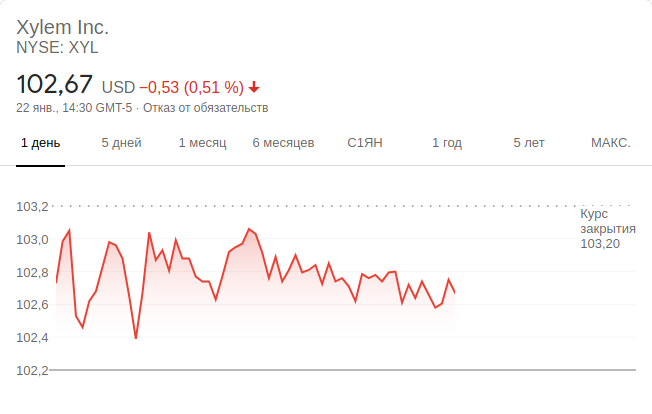 Xylem Inc.
NYSE: XYL
102,67 USD −0,53 (0,51 %)
22 янв., 14:30 GMT-5 · Отказ от обязательств
1 день 5 дней 1 месяц 6 месяцев С1ЯН 1 год 5 лет МАКС.
103,2
Курс
закрытия
103,20
103,0
102,8
102,6
102,4
102,2